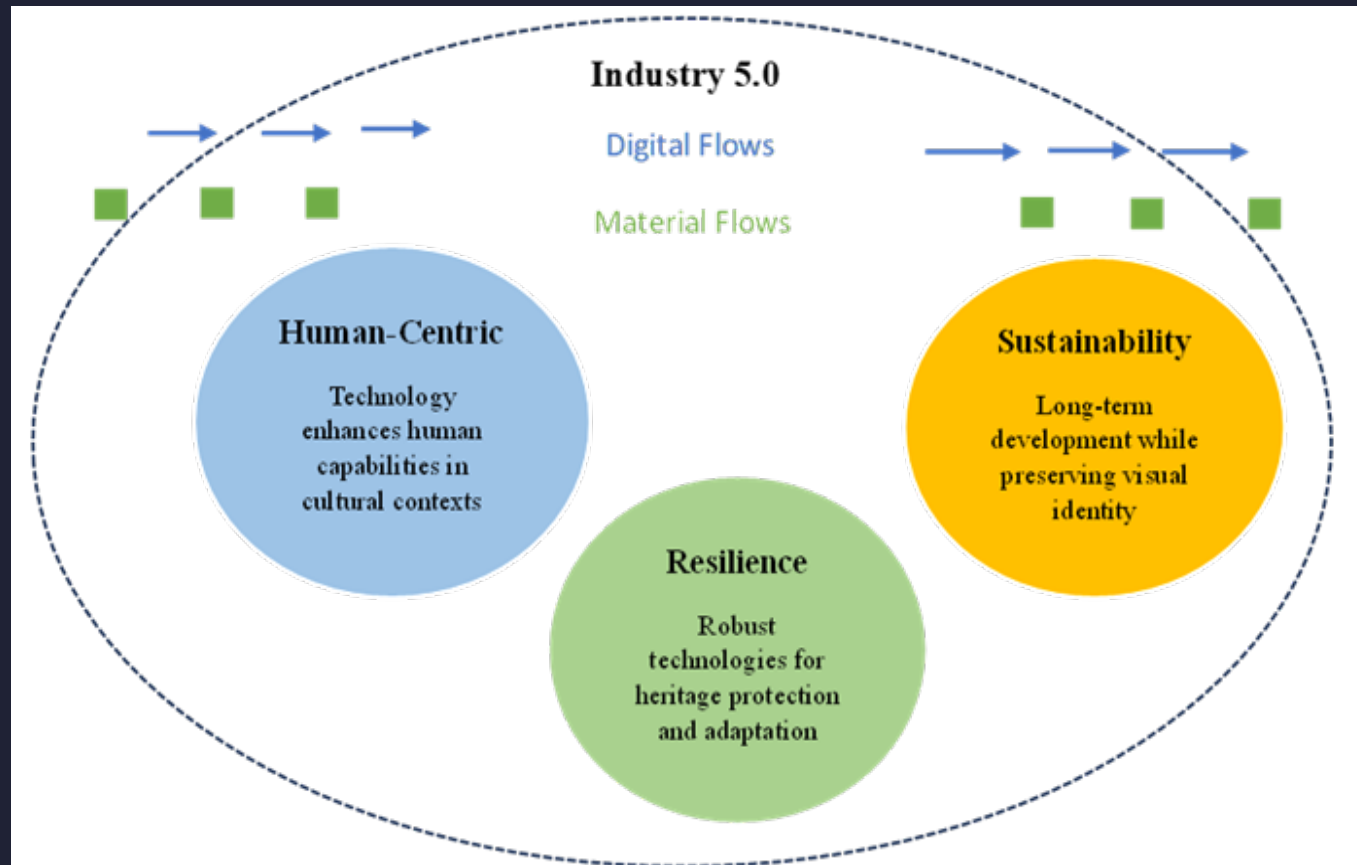 Industry 5.0
Digital Flows
Material Flows
Human-Centric
Technology
enhances human
capabilities in
cultural contexts
Sustainability
Long-term
development while
preserving visual
identity
Resilience
Robust
technologies for
heritage protection
and adaptation